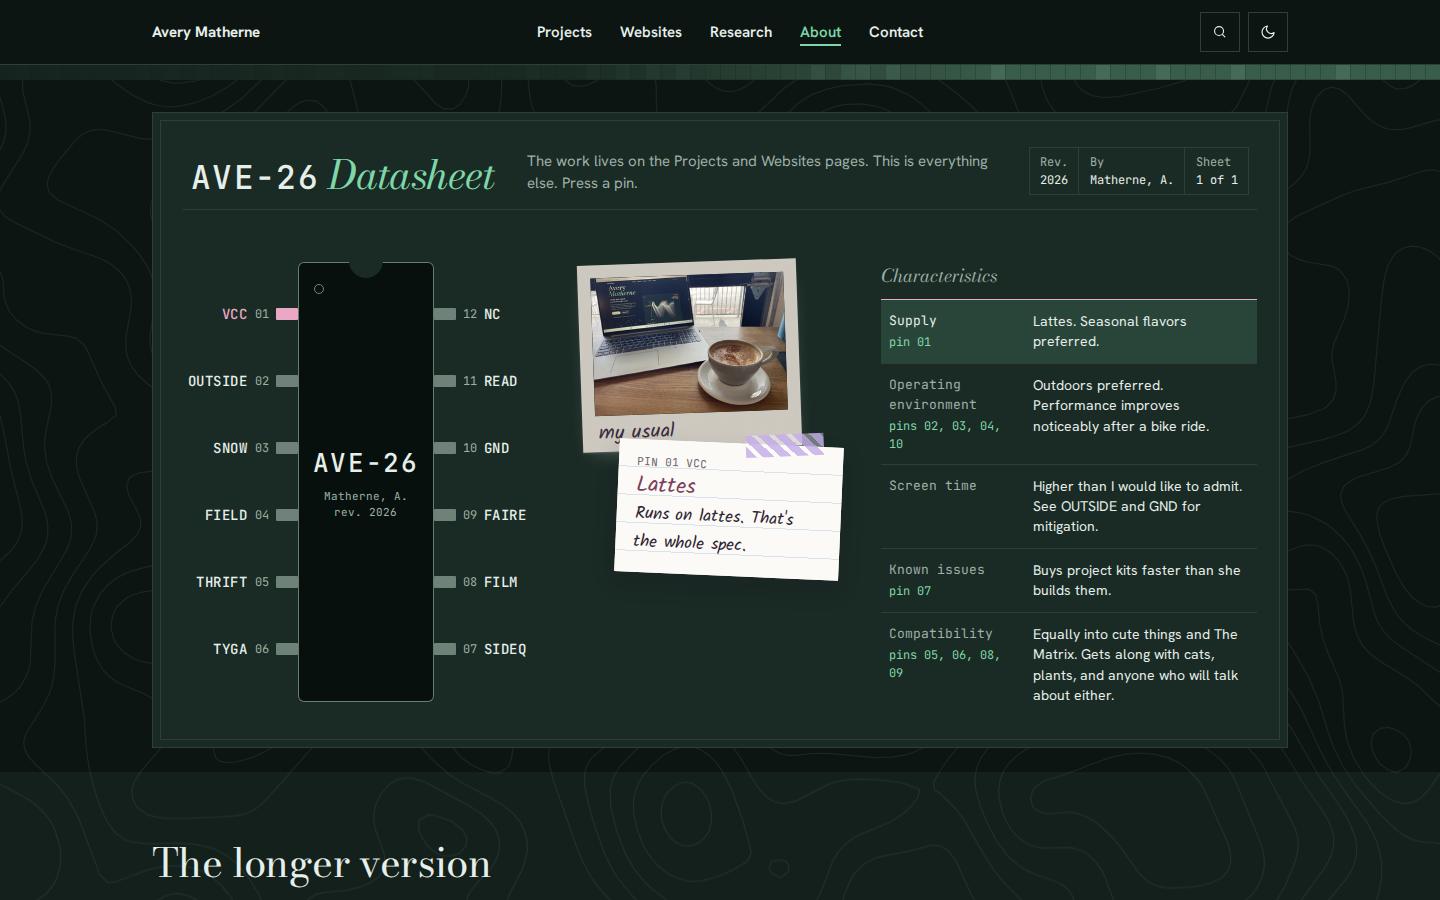 Avery Matherne
Projects
Websites
Research
About
Contact
AVE-26 Datasheet
The work lives on the Projects and Websites pages. This is everything
else. Press a pin.
Rev.
2026
By
Matherne, A.
Sheet
1 of 1
VCC 01
OUTSIDE 02
SNOW 03
FIELD 04
THRIFT 05
TYGA 06
AVE-26
Matherne, A.
rev. 2026
12 NC
11 READ
10 GND
09 FAIRE
08 FILM
07 SIDEQ
Avery
Matherne
my usual
PIN 01 VCC
Lattes
Runs on lattes. That's
the whole spec.
Characteristics
Supply
pin 01
Lattes. Seasonal flavors
preferred.
Operating
environment
pins 02, 03, 04,
10
Outdoors preferred.
Performance improves
noticeably after a bike ride.
Screen time
Higher than I would like to admit.
See OUTSIDE and GND for
mitigation.
Known issues
pin 07
Buys project kits faster than she
builds them.
Compatibility
pins 05, 06, 08,
09
Equally into cute things and The
Matrix. Gets along with cats,
plants, and anyone who will talk
about either.
The longer version